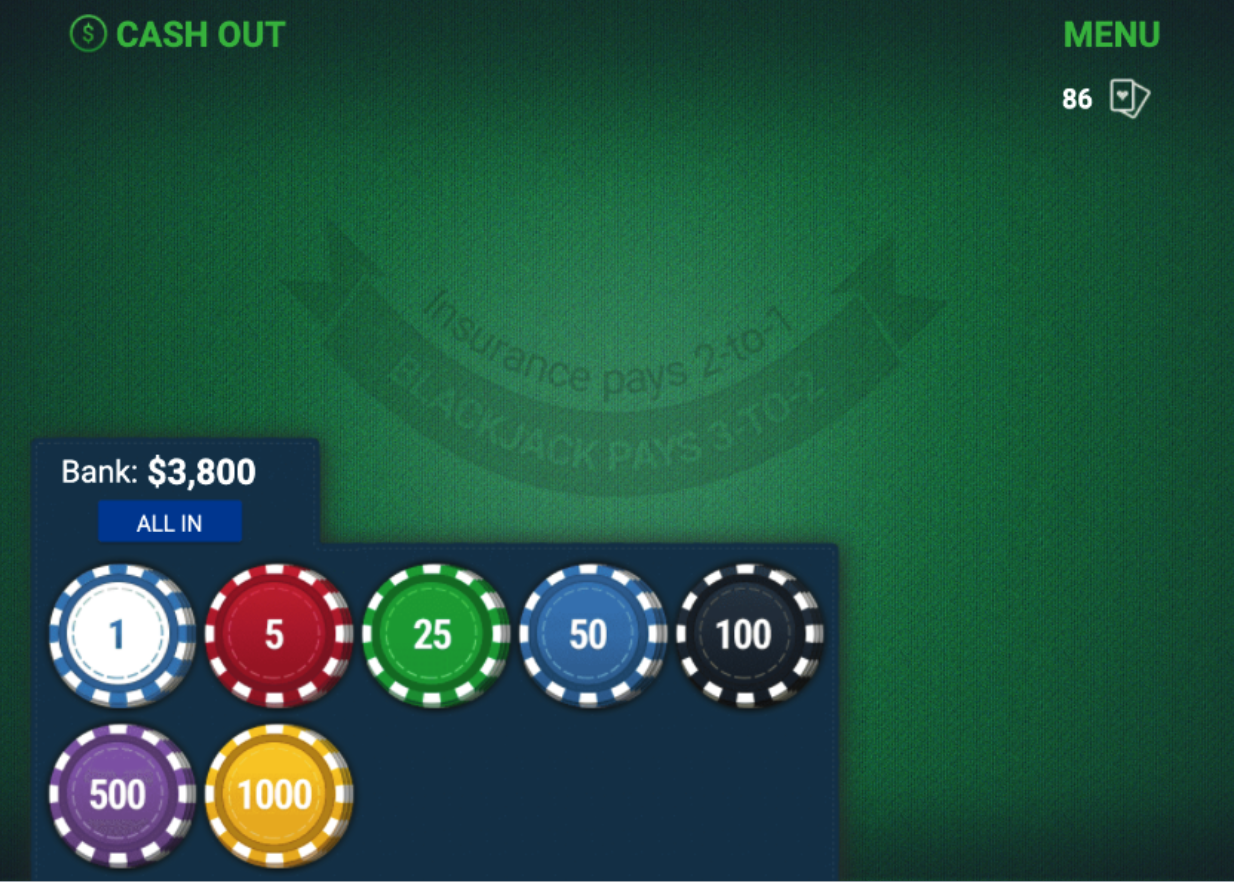 $ CASH OUT
MENU
86
Insurance pays 2-to-1
BLACKJACK PAYS 3-TO-2
Bank: $3,800
ALL IN
1 5 25 50 100
500 1000